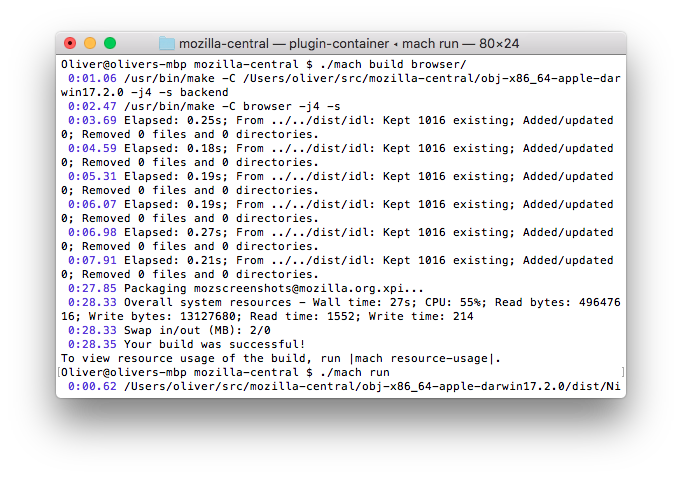 mozilla-central — plugin-container ◂ mach run — 80×24
Oliver@olivers-mbp mozilla-central $ ./mach build browser/
0:01.06 /usr/bin/make -C /Users/oliver/src/mozilla-central/obj-x86_64-apple-dar
win17.2.0 -j4 -s backend
0:02.47 /usr/bin/make -C browser -j4 -s
0:03.69 Elapsed: 0.25s; From ../../dist/idl: Kept 1016 existing; Added/updated
0; Removed 0 files and 0 directories.
0:04.59 Elapsed: 0.18s; From ../../dist/idl: Kept 1016 existing; Added/updated
0; Removed 0 files and 0 directories.
0:05.31 Elapsed: 0.19s; From ../../dist/idl: Kept 1016 existing; Added/updated
0; Removed 0 files and 0 directories.
0:06.07 Elapsed: 0.19s; From ../../dist/idl: Kept 1016 existing; Added/updated
0; Removed 0 files and 0 directories.
0:06.98 Elapsed: 0.27s; From ../../dist/idl: Kept 1016 existing; Added/updated
0; Removed 0 files and 0 directories.
0:07.91 Elapsed: 0.21s; From ../../dist/idl: Kept 1016 existing; Added/updated
0; Removed 0 files and 0 directories.
0:27.85 Packaging mozscreenshots@mozilla.org.xpi...
0:28.33 Overall system resources - Wall time: 27s; CPU: 55%; Read bytes: 496476
16; Write bytes: 13127680; Read time: 1552; Write time: 214
0:28.33 Swap in/out (MB): 2/0
0:28.35 Your build was successful!
To view resource usage of the build, run |mach resource-usage|.
[Oliver@olivers-mbp mozilla-central $ ./mach run ]
0:00.62 /Users/oliver/src/mozilla-central/obj-x86_64-apple-darwin17.2.0/dist/Ni